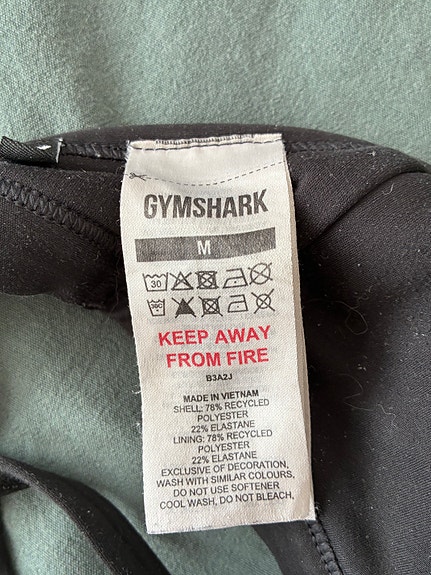 GYMSHARK
M
30
KEEP AWAY
FROM FIRE
B3A2J
MADE IN VIETNAM
SHELL: 78% RECYCLED
POLYESTER
22% ELASTANE
LINING: 78% RECYCLED
POLYESTER
22% ELASTANE
EXCLUSIVE OF DECORATION,
WASH WITH SIMILAR COLOURS,
DO NOT USE SOFTENER
COOL WASH, DO NOT BLEACH,